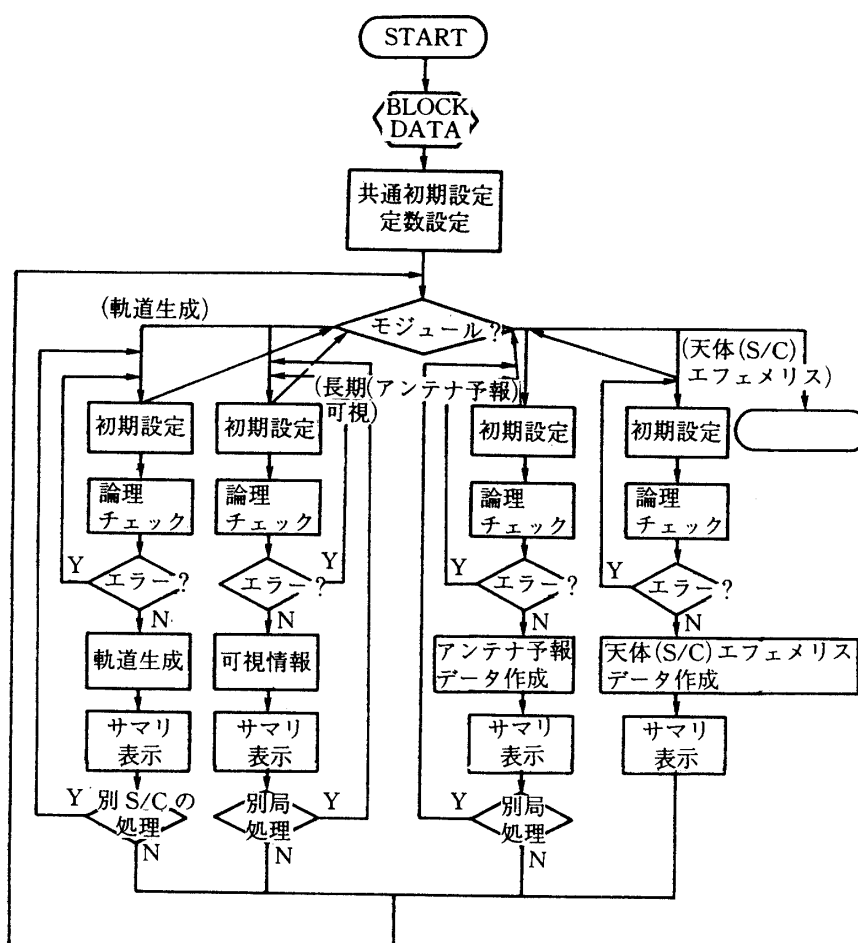 START
BLOCK
DATA
共通初期設定
定数設定
モジュール?
(軌道生成)
(長期
可視)
(アンテナ予報)
(天体(S/C)
エフェメリス)
初期設定
初期設定
初期設定
初期設定
論理
チェック
論理
チェック
論理
チェック
論理
チェック
Y
エラー?
N
エラー?
Y
N
Y
エラー?
N
Y
エラー?
N
軌道生成
可視情報
アンテナ予報
データ作成
天体(S/C)エフェメリス
データ作成
サマリ
表示
サマリ
表示
サマリ
表示
サマリ
表示
Y
別S/Cの
処理
N
別局
処理
Y
N
Y
別局
処理
N